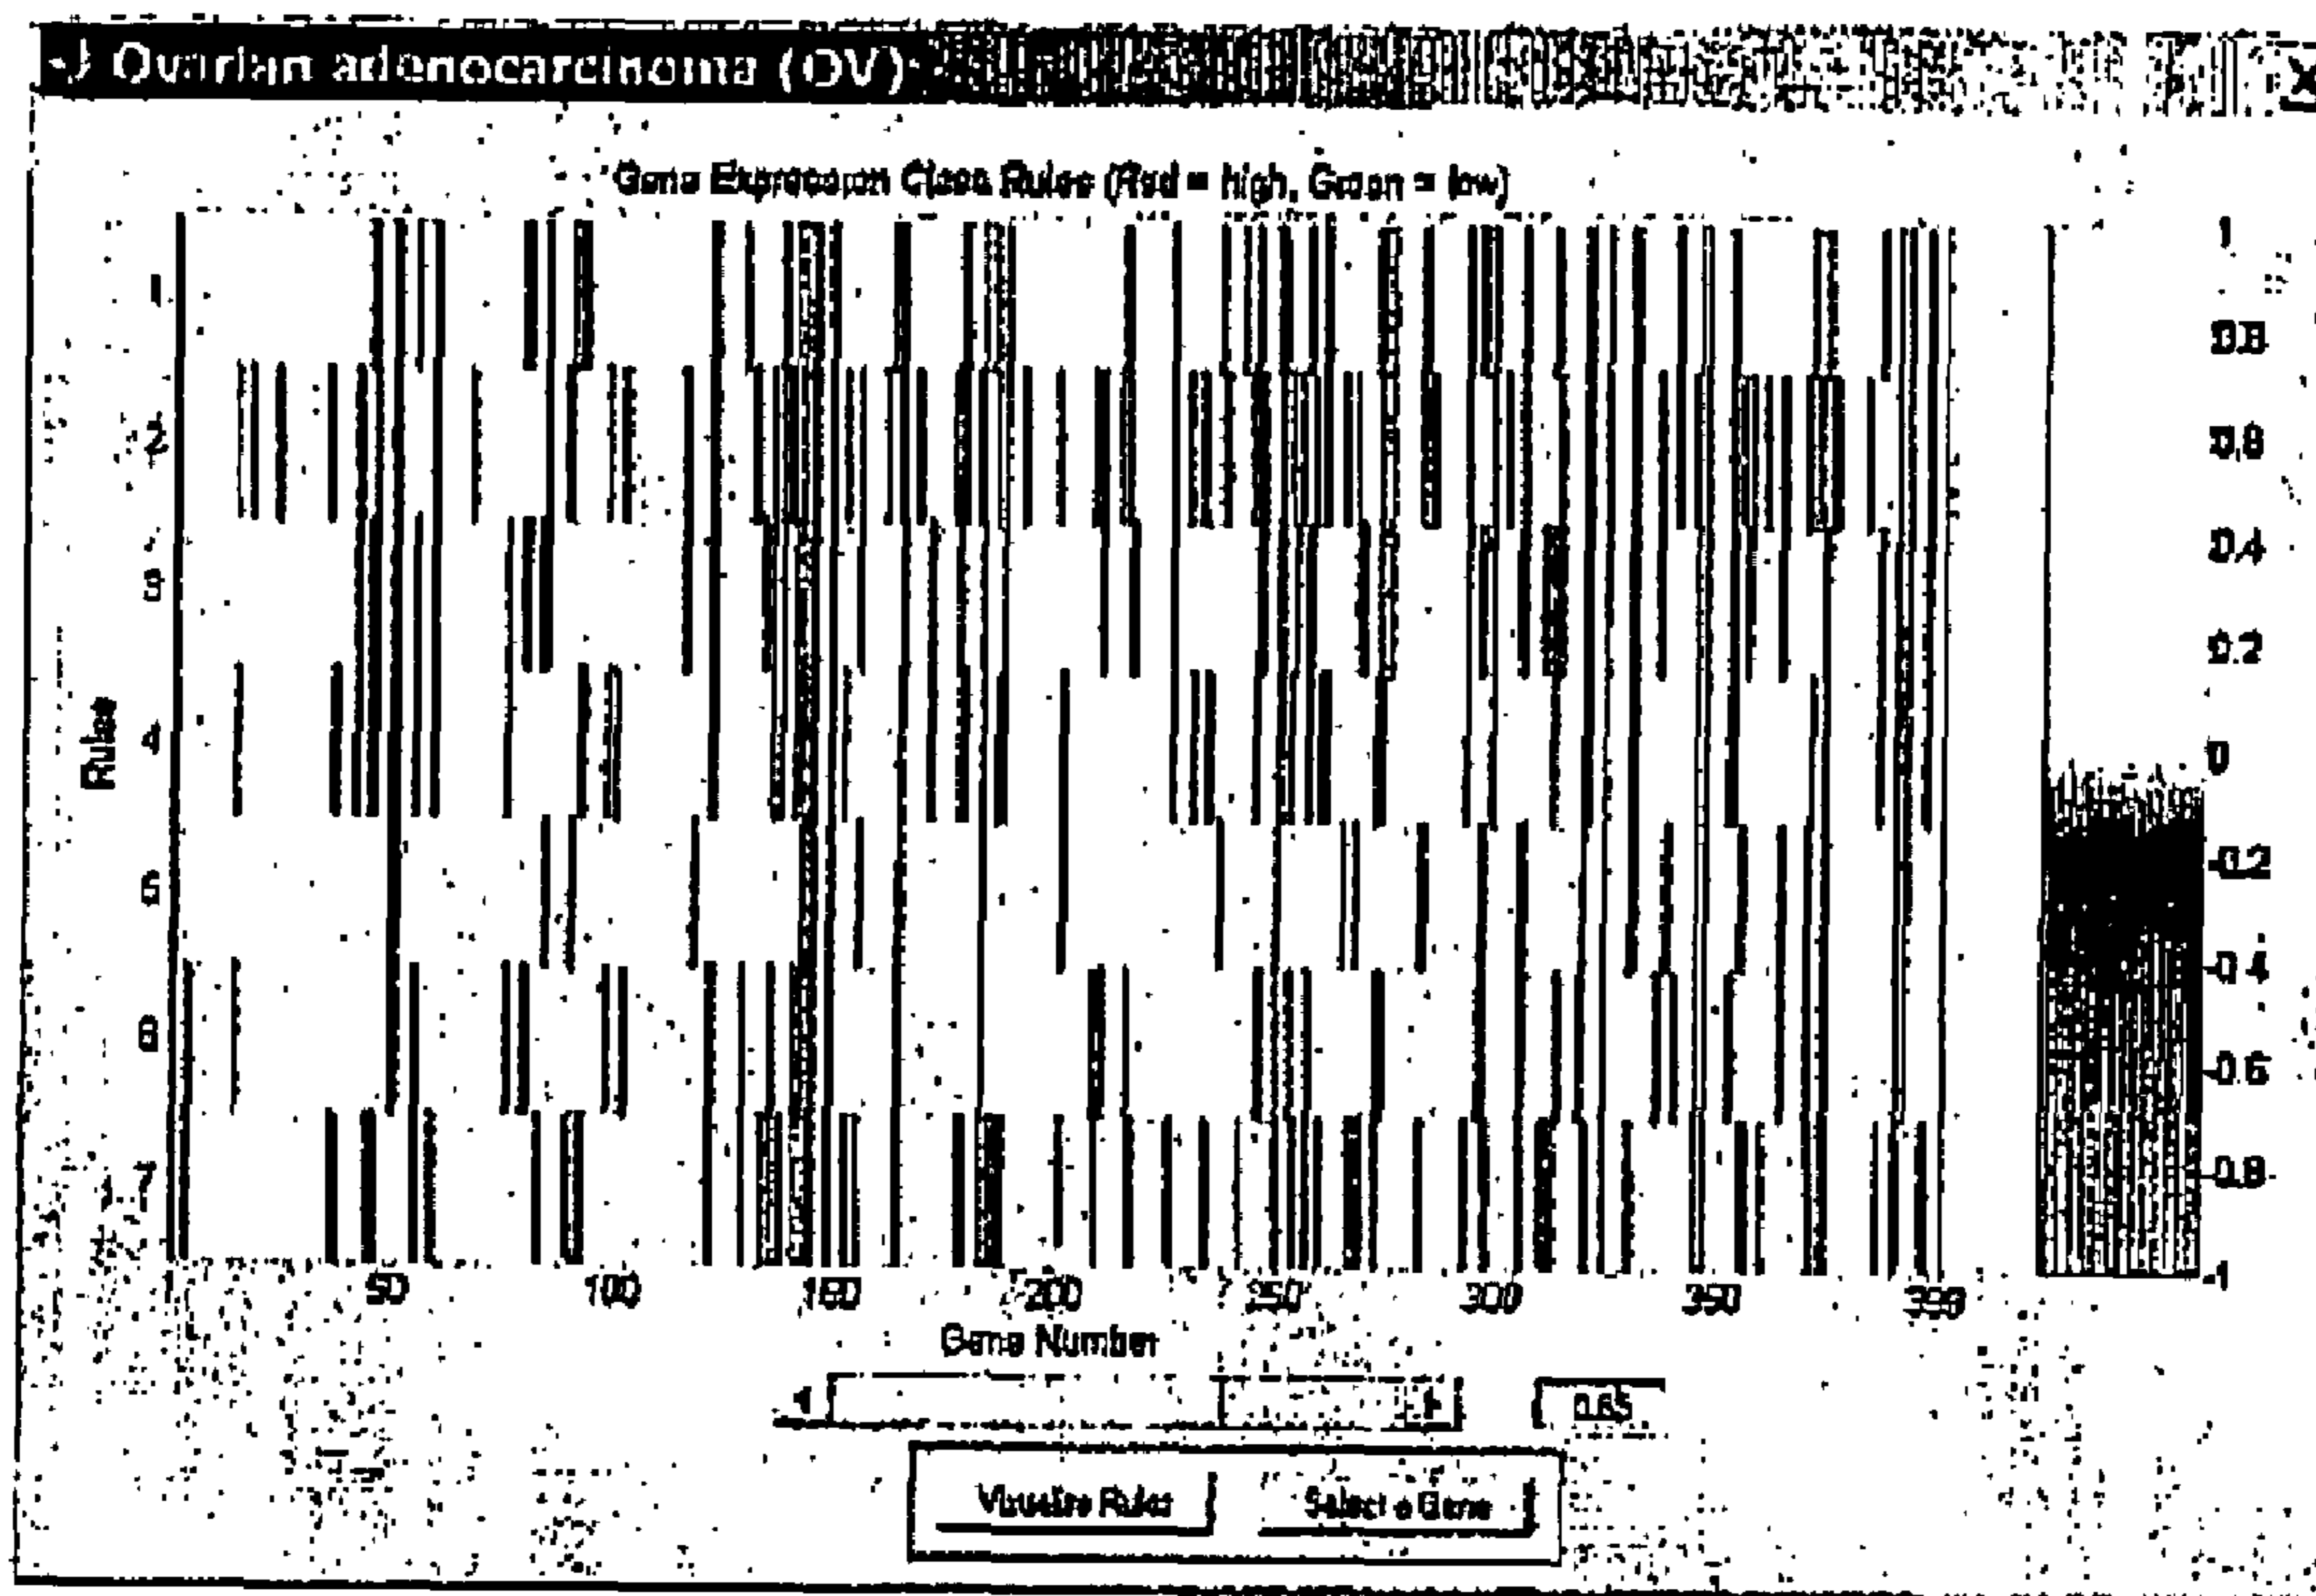 Ovarian adenocarcinoma (OV)
X
Gene Expression Class Rules (Red = high, Green = low)
1
0.8
0.6
0.4
0.2
0
-0.2
-0.4
-0.6
-0.8
-1
Rules
1
2
3
4
5
6
7
1 50 100 150 200 250 300 350 399
Gene Number
0.65
Visualize Rules
Select a Gene